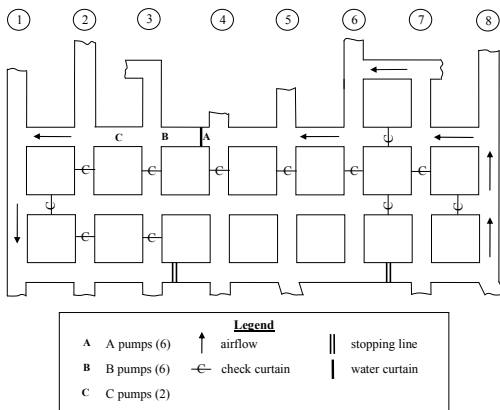 1 2 3 4 5 6 7 8
C B A
C
C C C C C C
C C C
C C
Legend
A A pumps (6) airflow stopping line
B B pumps (6) C check curtain water curtain
C C pumps (2)